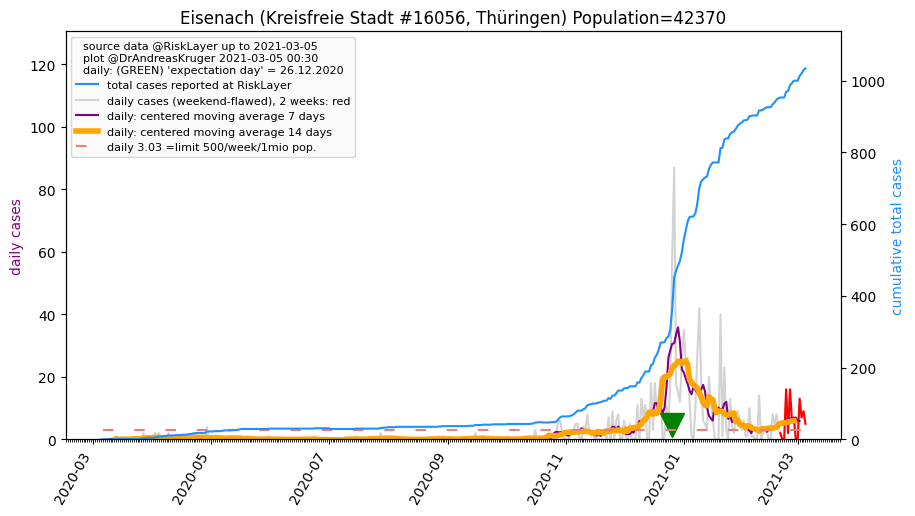 Eisenach (Kreisfreie Stadt #16056, Thüringen) Population=42370
source data @RiskLayer up to 2021-03-05
plot @DrAndreasKruger 2021-03-05 00:30
daily: (GREEN) 'expectation day' = 26.12.2020
total cases reported at RiskLayer
daily cases (weekend-flawed), 2 weeks: red
daily: centered moving average 7 days
daily: centered moving average 14 days
daily 3.03 =limit 500/week/1mio pop.
daily cases
120
100
80
60
40
20
0
cumulative total cases
1000
800
600
400
200
0
2020-03
2020-05
2020-07
2020-09
2020-11
2021-01
2021-03